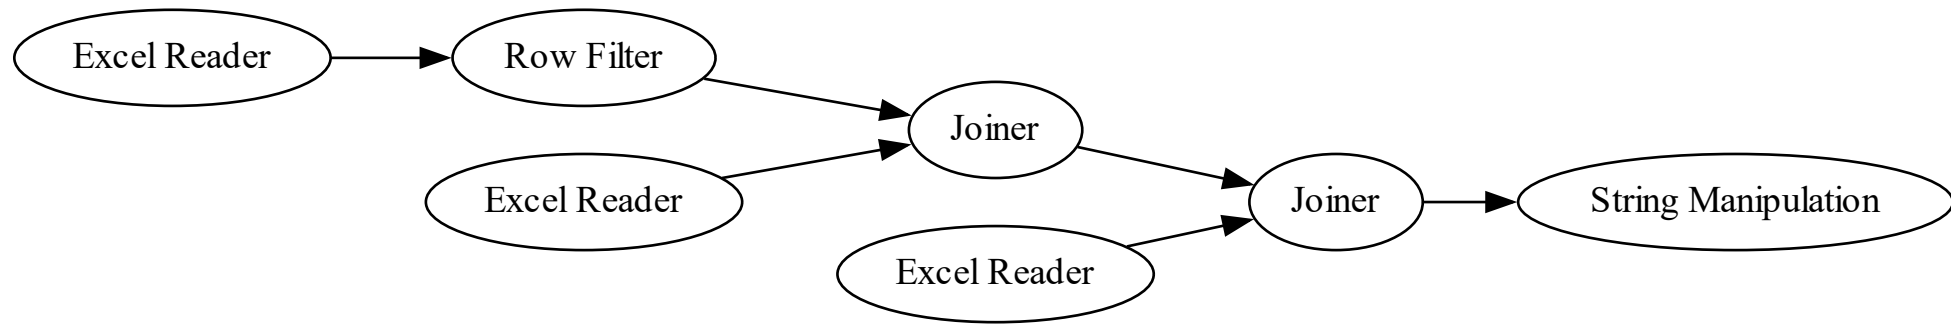 Excel Reader
Row Filter
Joiner
Excel Reader
Joiner
String Manipulation
Excel Reader